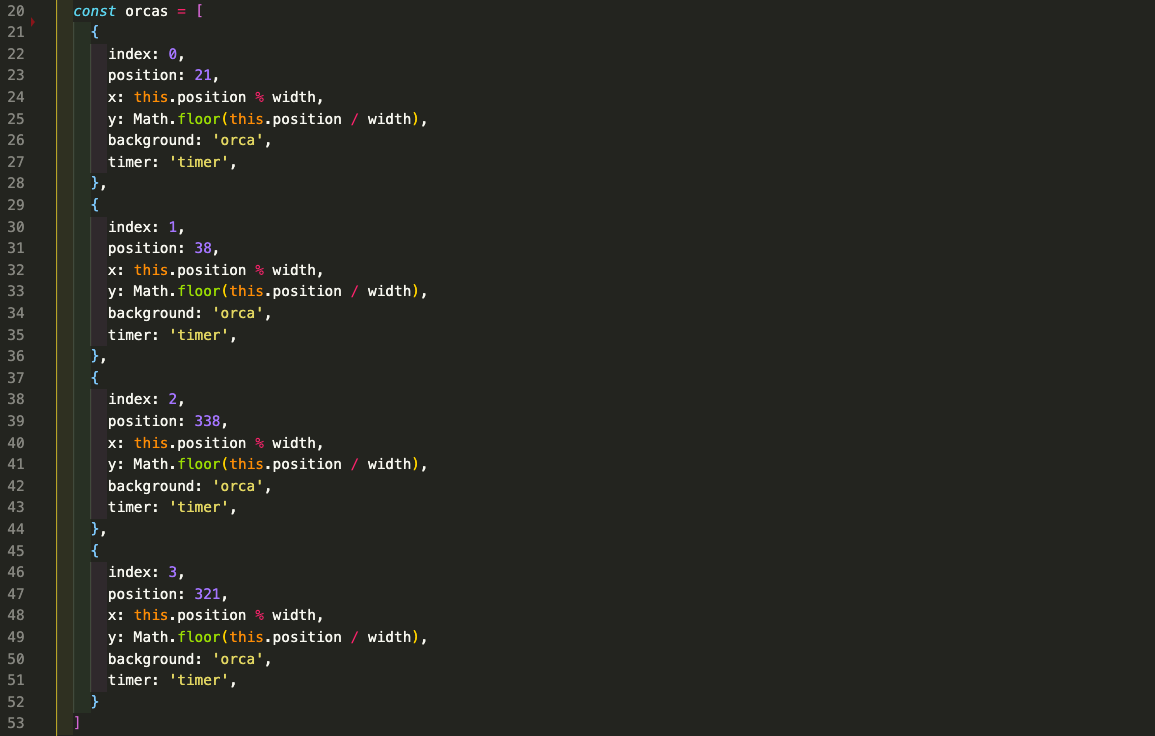 20 const orcas = [
21 {
22 index: 0,
23 position: 21,
24 x: this.position % width,
25 y: Math.floor(this.position / width),
26 background: 'orca',
27 timer: 'timer',
28 },
29 {
30 index: 1,
31 position: 38,
32 x: this.position % width,
33 y: Math.floor(this.position / width),
34 background: 'orca',
35 timer: 'timer',
36 },
37 {
38 index: 2,
39 position: 338,
40 x: this.position % width,
41 y: Math.floor(this.position / width),
42 background: 'orca',
43 timer: 'timer',
44 },
45 {
46 index: 3,
47 position: 321,
48 x: this.position % width,
49 y: Math.floor(this.position / width),
50 background: 'orca',
51 timer: 'timer',
52 }
53 ]